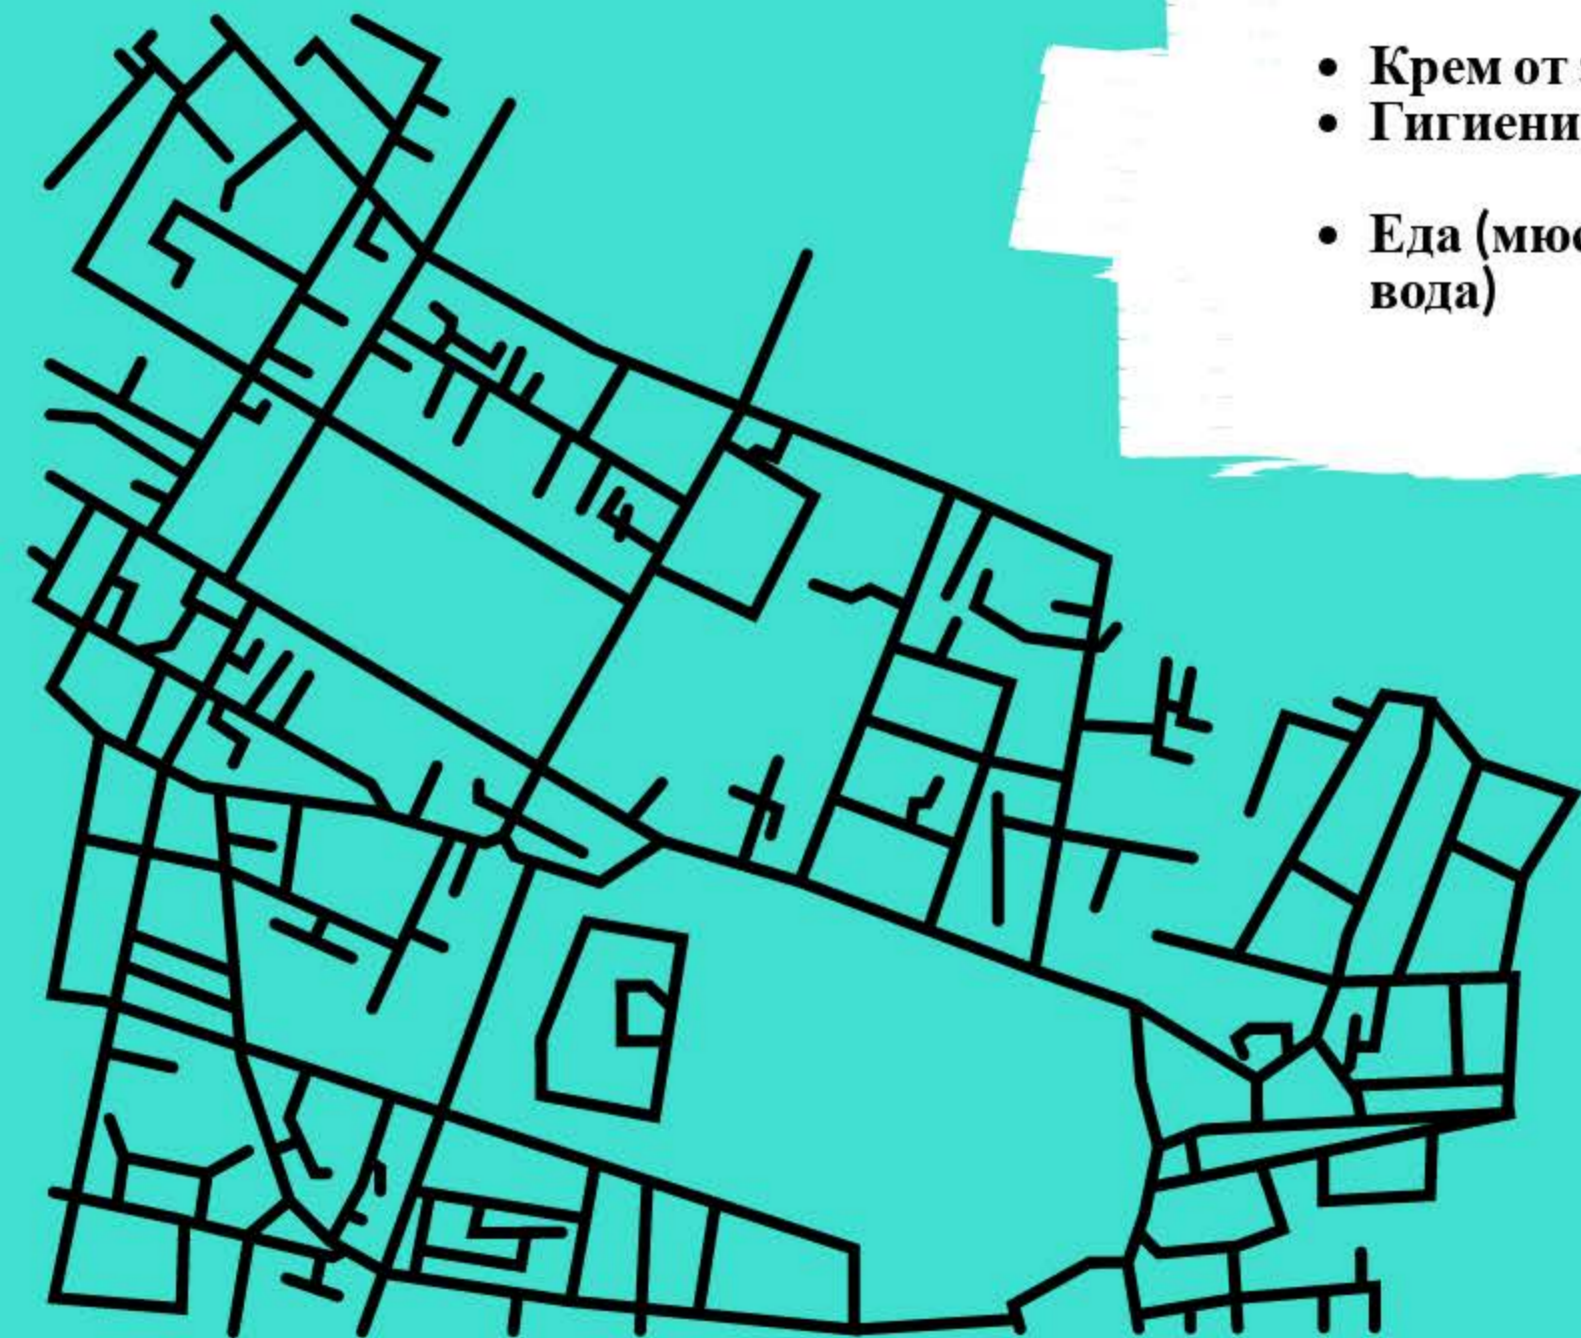 Крем от
Гигиени
Еда (мюс
вода)